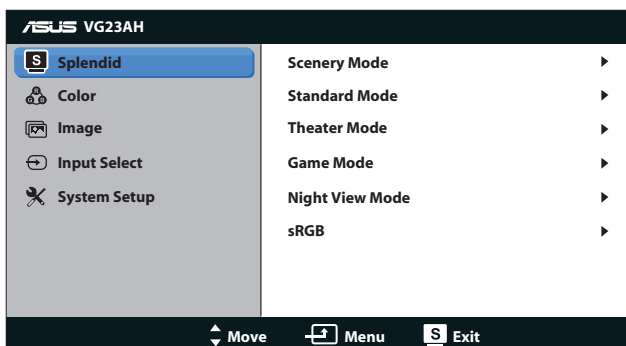 ASUS VG23AH
S Splendid
Color
Image
Input Select
System Setup
Scenery Mode
Standard Mode
Theater Mode
Game Mode
Night View Mode
sRGB
Move Menu S Exit